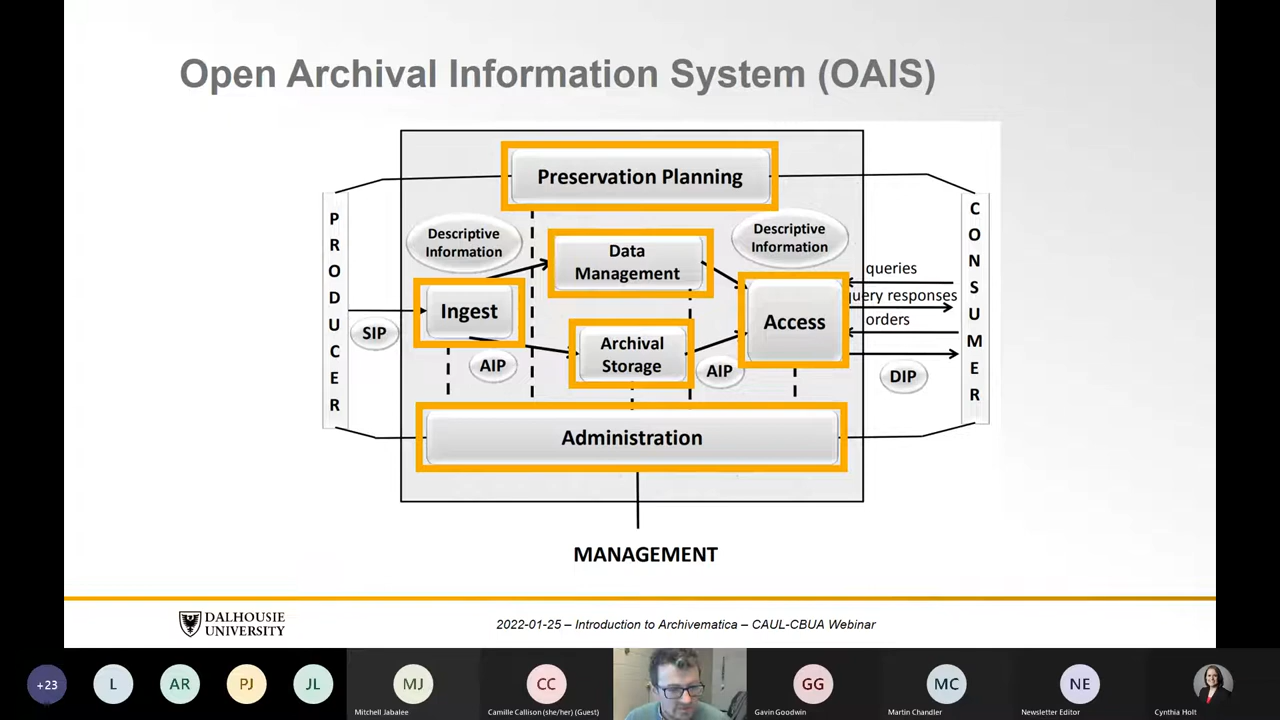 Open Archival Information System (OAIS)
Preservation Planning
PRODUCER
Descriptive
Information
Data
Management
Descriptive
Information
CONSUMER
queries
uery responses
orders
Ingest
Access
SIP
AIP
Archival
Storage
AIP
DIP
Administration
MANAGEMENT
DALHOUSIE
UNIVERSITY
2022-01-25 – Introduction to Archivematica – CAUL-CBUA Webinar
+23
L
AR
PJ
JL
MJ
Mitchell Jabalee
CC
Camille Callison (she/her) (Guest)
GG
Gavin Goodwin
MC
Martin Chandler
NE
Newsletter Editor
Cynthia Holt